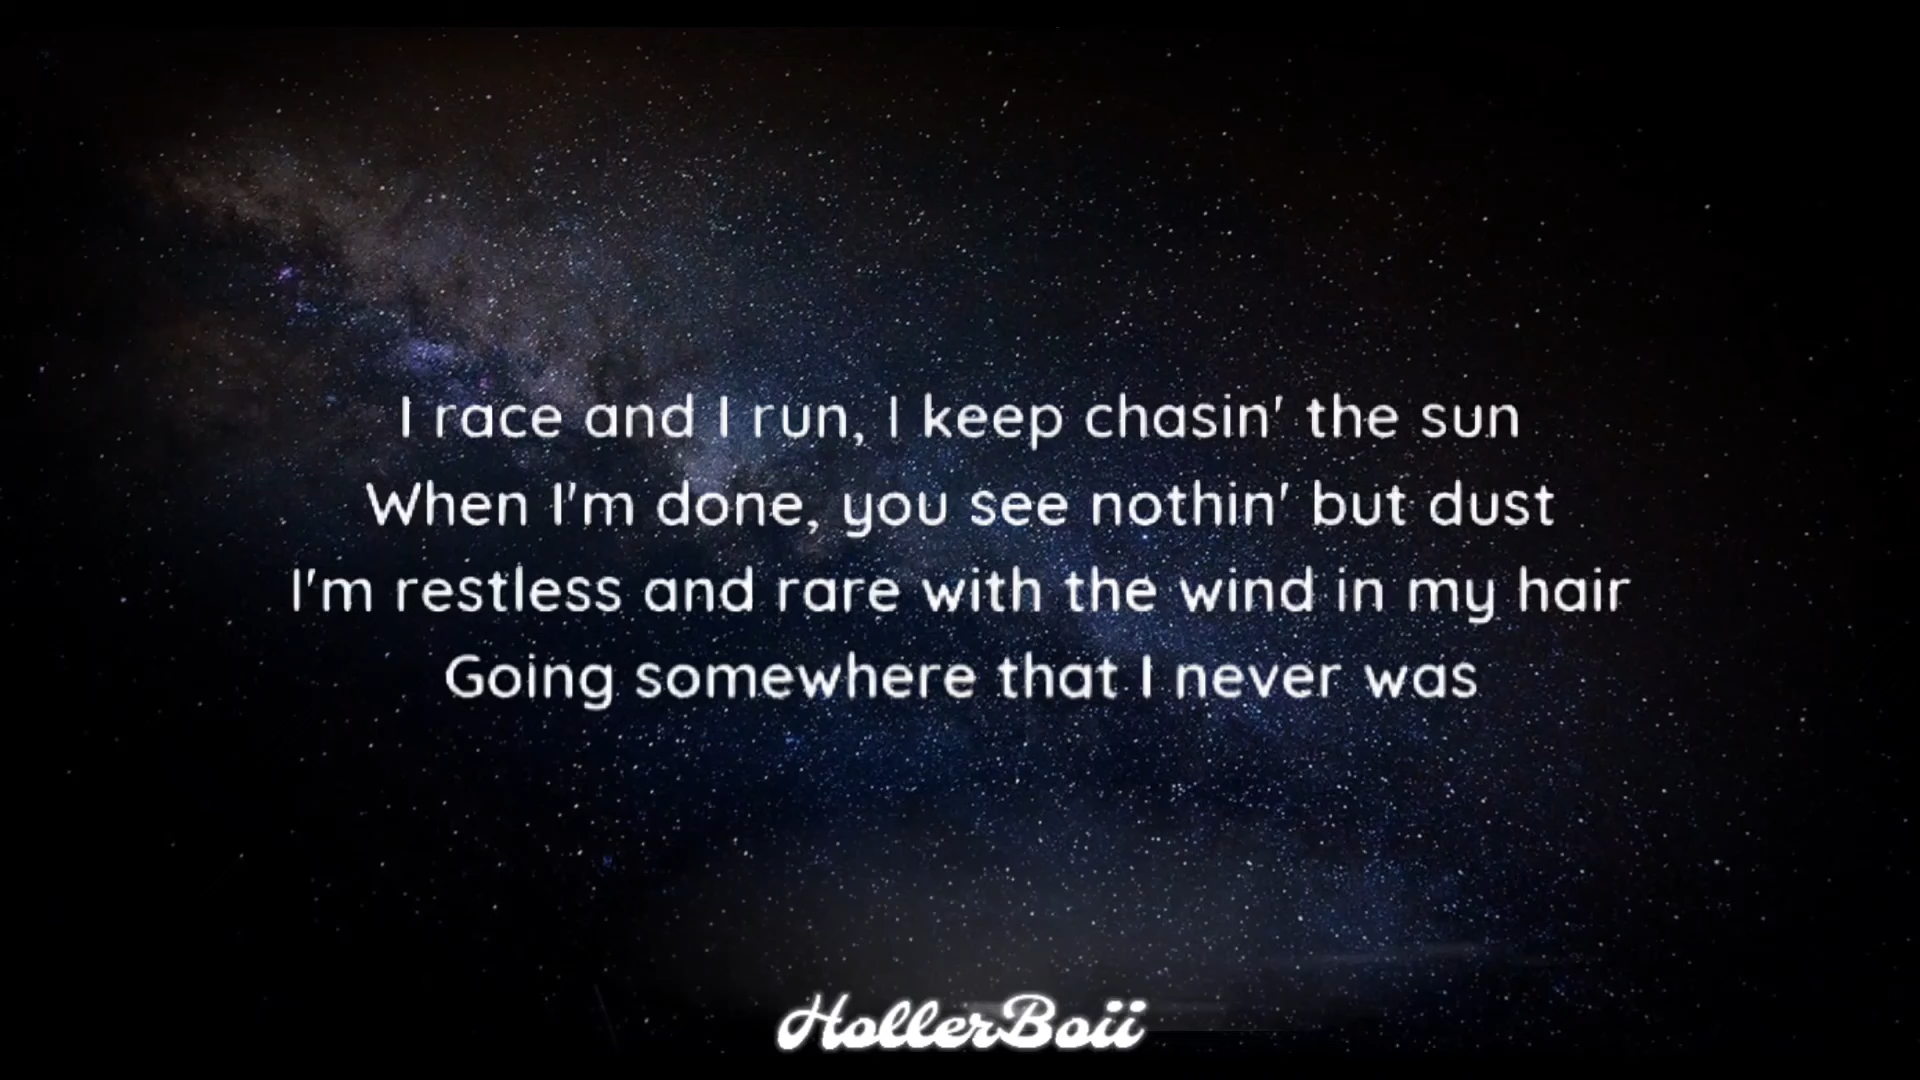 I race and I run, I keep chasin' the sun
When I'm done, you see nothin' but dust
I'm restless and rare with the wind in my hair
Going somewhere that I never was
HollerBoii